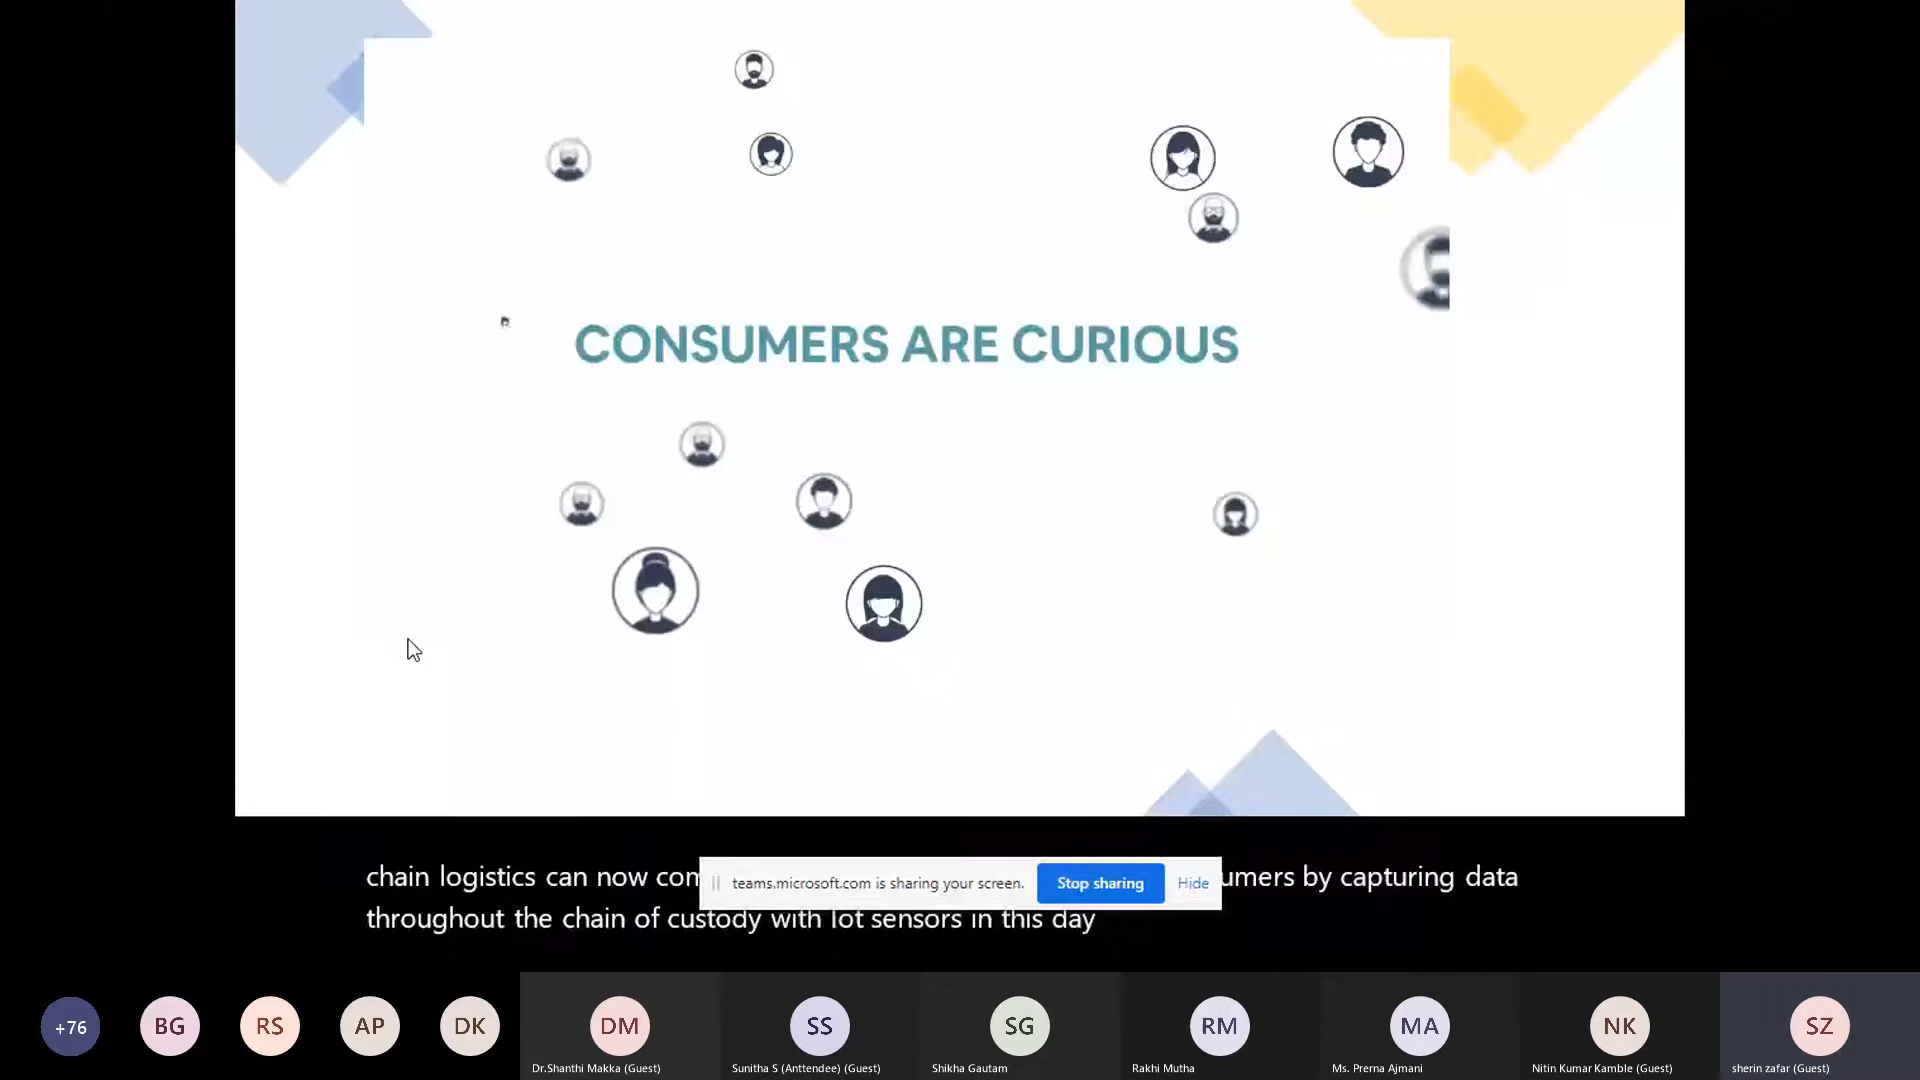 CONSUMERS ARE CURIOUS
chain logistics can now com umers by capturing data
teams.microsoft.com is sharing your screen. Stop sharing Hide
throughout the chain of custody with Iot sensors in this day
+76 BG RS AP DK DM SS SG RM MA NK SZ
Dr.Shanthi Makka (Guest) Sunitha S (Anttendee) (Guest) Shikha Gautam Rakhi Mutha Ms. Prerna Ajmani Nitin Kumar Kamble (Guest) sherin zafar (Guest)